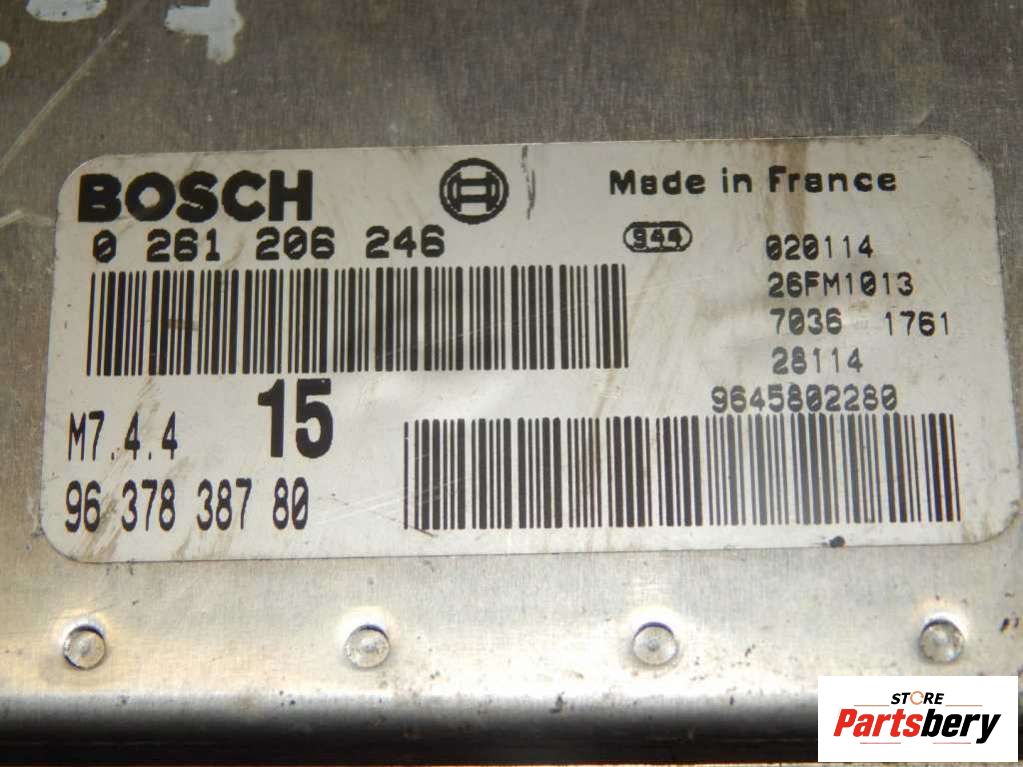 BOSCH
Made in France
0 261 206 246
944
020114
26FM1013
7036 1761
28114
9645802280
M7.4.4
15
96 378 387 80
STORE
Partsbery